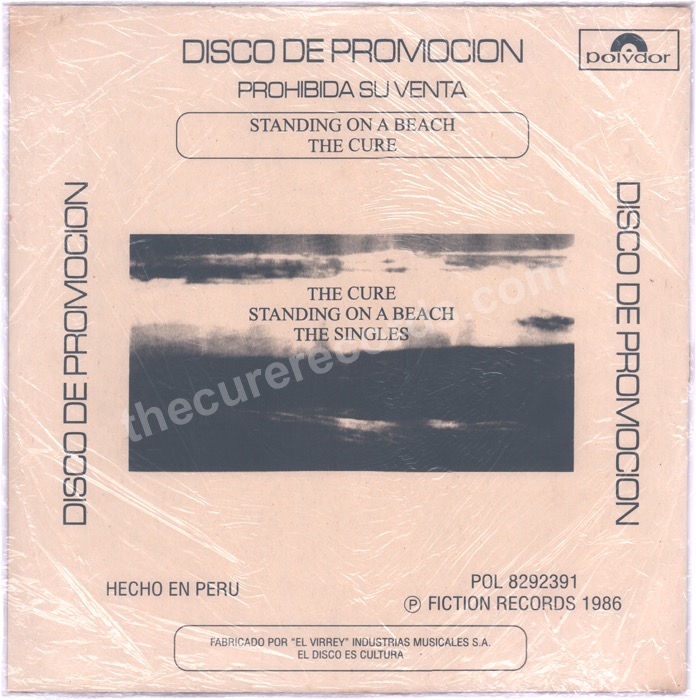 DISCO DE PROMOCION
polydor
PROHIBIDA SU VENTA
STANDING ON A BEACH
THE CURE
DISCO DE PROMOCION
DISCO DE PROMOCION
THE CURE
STANDING ON A BEACH
THE SINGLES
thecurerecords.com
HECHO EN PERU
POL 8292391
Ⓟ FICTION RECORDS 1986
FABRICADO POR "EL VIRREY" INDUSTRIAS MUSICALES S.A.
EL DISCO ES CULTURA